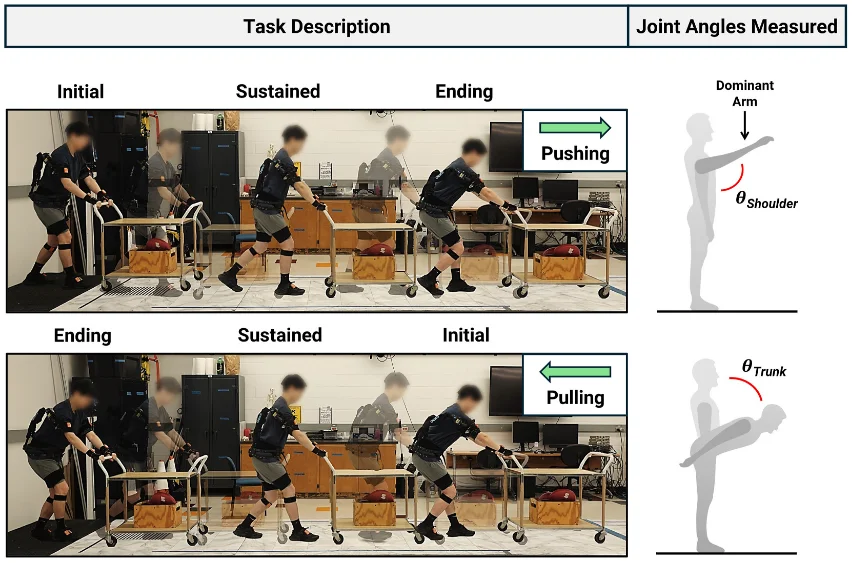 Task Description
Joint Angles Measured
Initial
Sustained
Ending
Pushing
Dominant
Arm
θShoulder
Ending
Sustained
Initial
Pulling
θTrunk